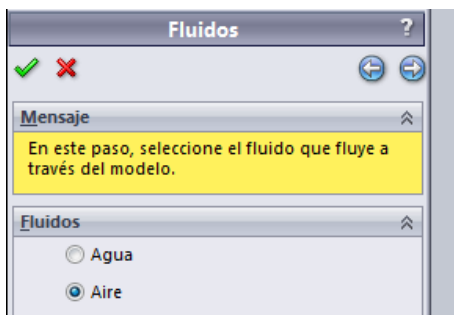 Fluidos ?
Mensaje
En este paso, seleccione el fluido que fluye a
través del modelo.
Fluidos
Agua
Aire